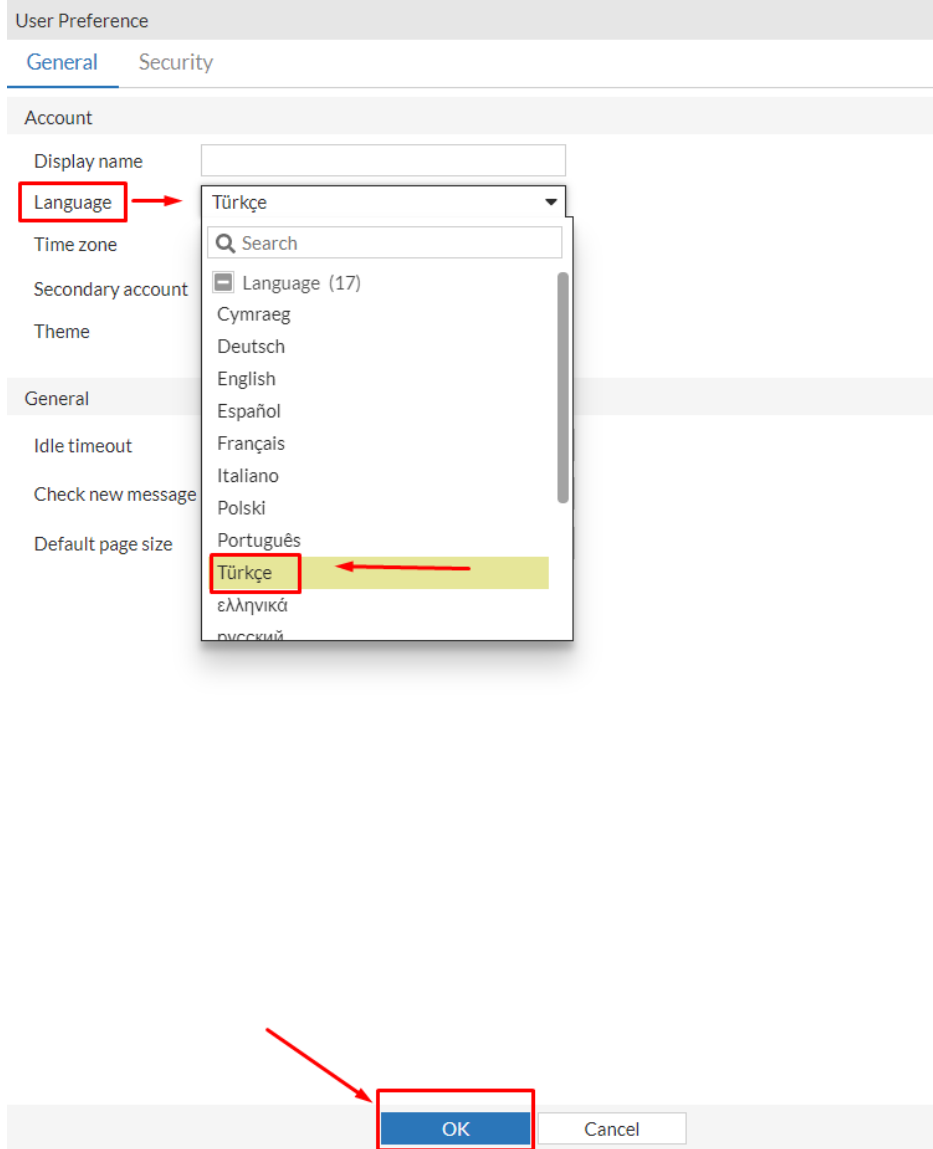 User Preference
General Security
Account
Display name
Language Türkçe
Search
Time zone
Language (17)
Secondary account
Cymraeg
Theme
Deutsch
English
Español
General
Français
Idle timeout
Italiano
Check new message
Polski
Default page size
Português
Türkçe
ελληνικά
русский
OK Cancel